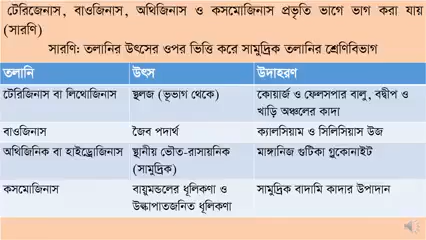 টেরিজেনাস, বাওজিনাস, অথিজিনাস ও কসমোজিনাস প্রভৃতি ভাগে ভাগ করা যায়
(সারণি)
সারণি: তলানির উৎসের ওপর ভিত্তি করে সামুদ্রিক তলানির শ্রেণিবিভাগ
তলানি উৎস উদাহরণ
টেরিজিনাস বা লিথোজিনাস স্থলজ (ভূভাগ থেকে) কোয়ার্জ ও ফেলসপার বালু, বদ্বীপ ও
খাড়ি অঞ্চলের কাদা
বাওজিনাস জৈব পদার্থ ক্যালসিয়াম ও সিলিসিয়াস উজ
অথিজিনিক বা হাইড্রোজিনাস স্থানীয় ভৌত-রাসায়নিক মাঙ্গানিজ গুটিকা গ্লুকোনাইট
(সামুদ্রিক)
কসমোজিনাস বায়ুমন্ডলের ধূলিকণা ও সামুদ্রিক বাদামি কাদার উপাদান
উল্কাপাতজনিত ধূলিকণা